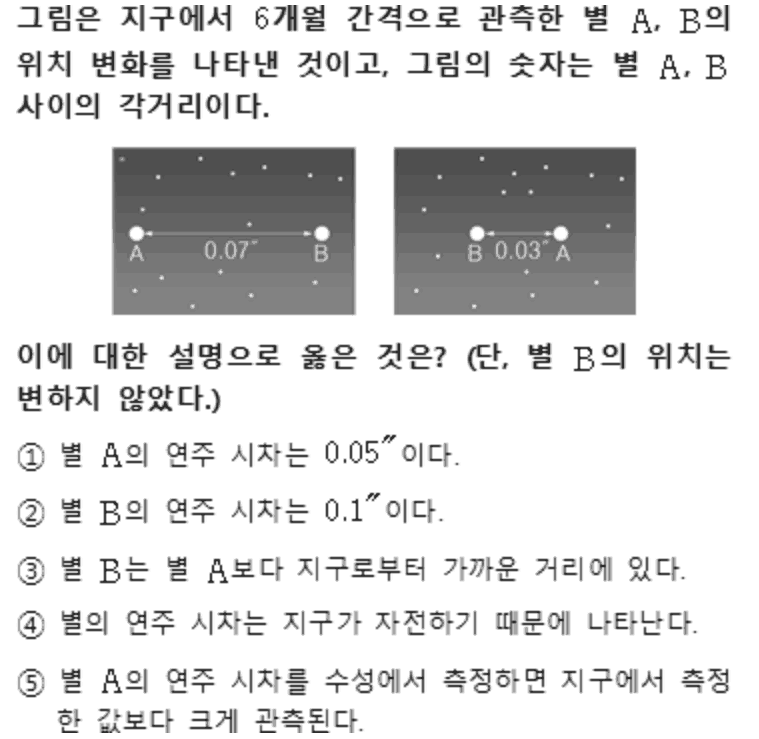 그림은 지구에서 6개월 간격으로 관측한 별 A, B의
위치 변화를 나타낸 것이고, 그림의 숫자는 별 A, B
사이의 각거리이다.
A 0.07″ B
B 0.03″ A
이에 대한 설명으로 옳은 것은? (단, 별 B의 위치는
변하지 않았다.)
① 별 A의 연주 시차는 0.05″이다.
② 별 B의 연주 시차는 0.1″이다.
③ 별 B는 별 A보다 지구로부터 가까운 거리에 있다.
④ 별의 연주 시차는 지구가 자전하기 때문에 나타난다.
⑤ 별 A의 연주 시차를 수성에서 측정하면 지구에서 측정
한 값보다 크게 관측된다.